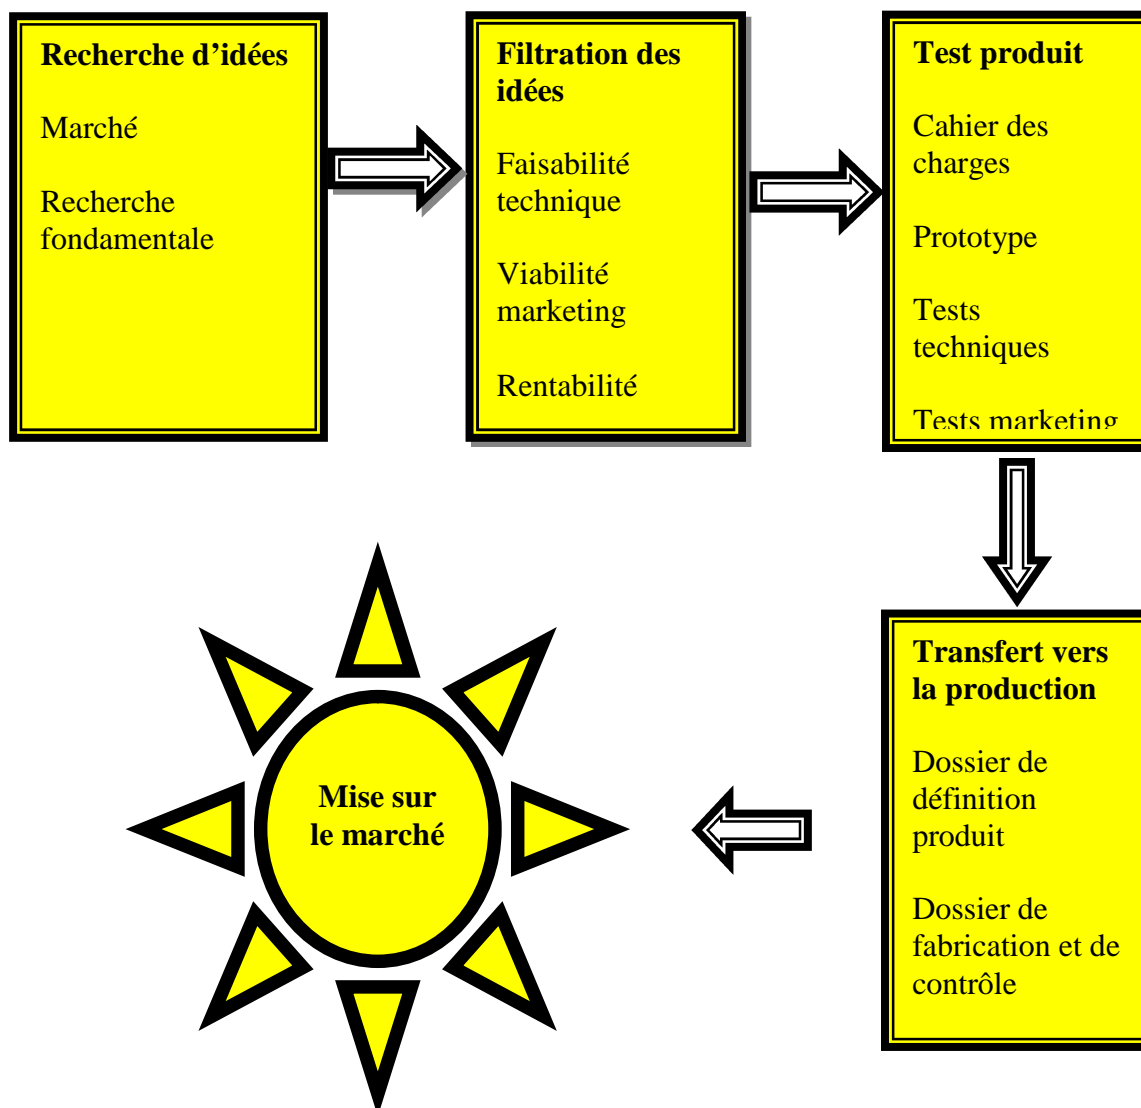 Recherche d’idées
Marché
Recherche
fondamentale
Filtration des
idées
Faisabilité
technique
Viabilité
marketing
Rentabilité
Test produit
Cahier des
charges
Prototype
Tests
techniques
Tests marketing
Transfert vers
la production
Dossier de
définition
produit
Dossier de
fabrication et de
contrôle
Mise sur
le marché